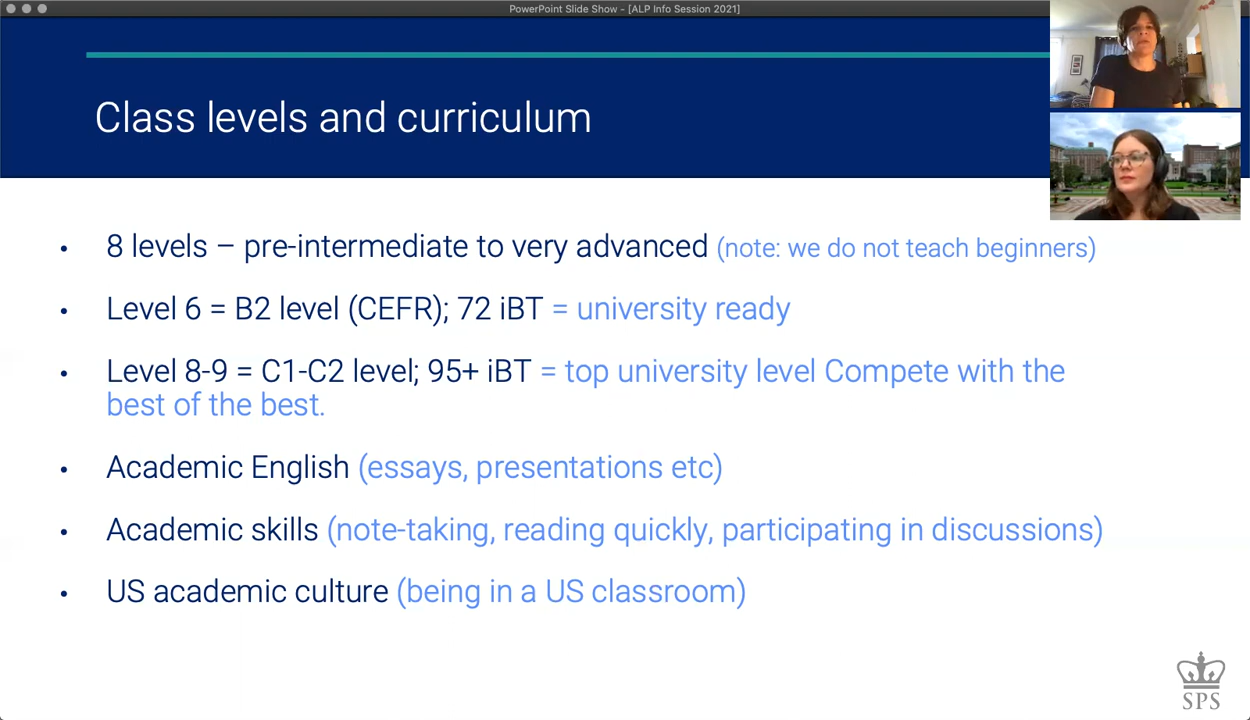 PowerPoint Slide Show - [ALP Info Session 2021]
Class levels and curriculum
• 8 levels – pre-intermediate to very advanced (note: we do not teach beginners)
• Level 6 = B2 level (CEFR); 72 iBT = university ready
• Level 8-9 = C1-C2 level; 95+ iBT = top university level Compete with the
best of the best.
• Academic English (essays, presentations etc)
• Academic skills (note-taking, reading quickly, participating in discussions)
• US academic culture (being in a US classroom)
SPS